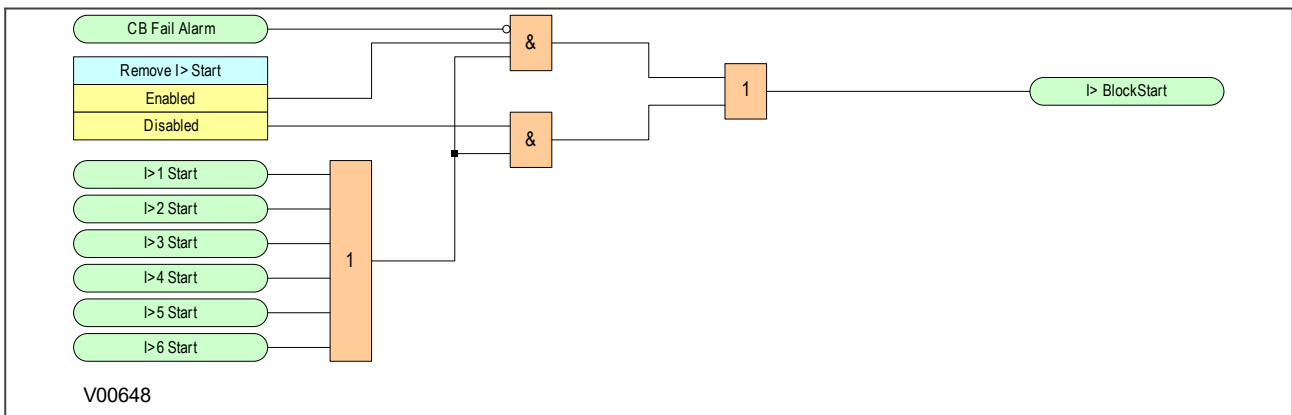 CB Fail Alarm
&
Remove I> Start
Enabled
Disabled
&
1
I> BlockStart
I>1 Start
I>2 Start
I>3 Start
I>4 Start
I>5 Start
I>6 Start
1
V00648